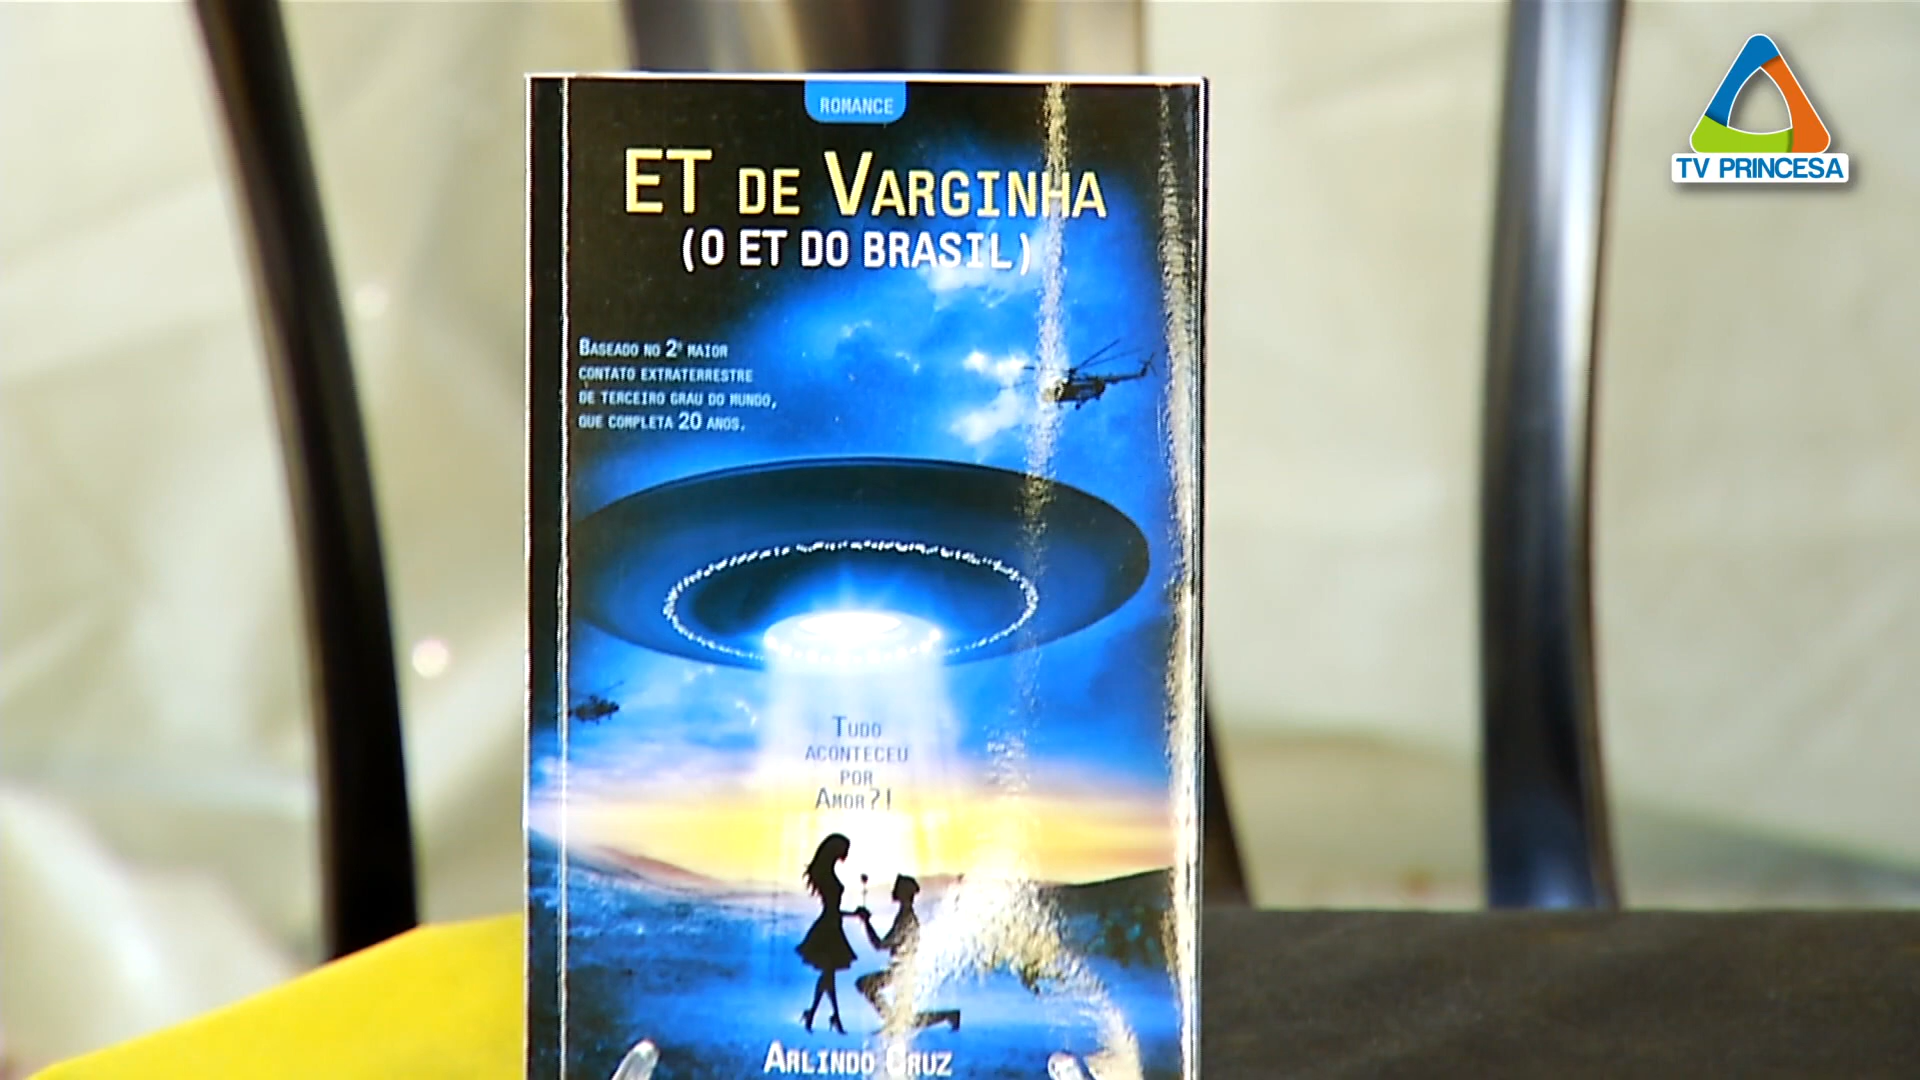 ROMANCE
ET DE VARGINHA
(O ET DO BRASIL)
BASEADO NO 2º MAIOR
CONTATO EXTRATERRESTRE
DE TERCEIRO GRAU DO MUNDO,
QUE COMPLETA 20 ANOS.
TUDO
ACONTECEU
POR
AMOR?!
ARLINDO CRUZ
TV PRINCESA